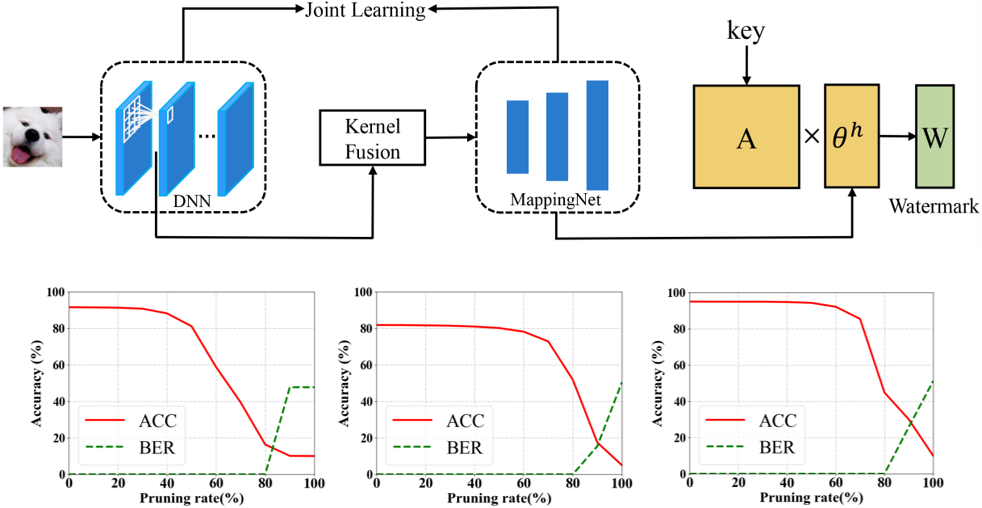 Joint Learning
key
Kernel
Fusion
A
×
θʰ
W
DNN
MappingNet
Watermark
Accuracy (%)
100
80
60
40
20
0
ACC
BER
0 20 40 60 80 100
Pruning rate(%)
Accuracy (%)
100
80
60
40
20
0
ACC
BER
0 20 40 60 80 100
Pruning rate(%)
Accuracy (%)
100
80
60
40
20
0
ACC
BER
0 20 40 60 80 100
Pruning rate(%)